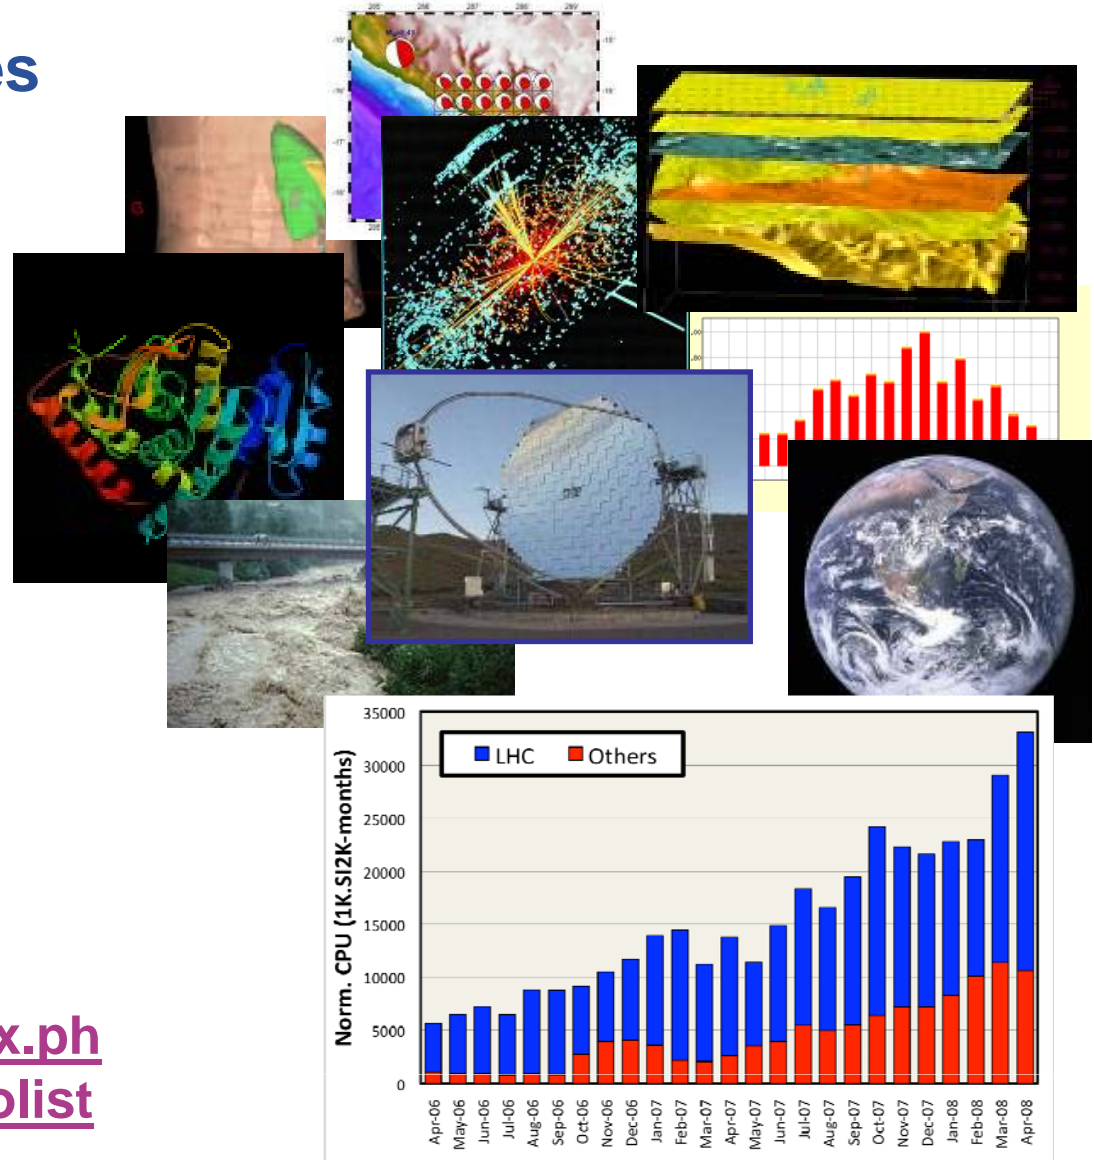 es
G
35000
30000
25000
20000
15000
10000
5000
0
Norm. CPU (1K.SI2K-months)
LHC
Others
Apr-06
May-06
Jun-06
Jul-06
Aug-06
Sep-06
Oct-06
Nov-06
Dec-06
Jan-07
Feb-07
Mar-07
Apr-07
May-07
Jun-07
Jul-07
Aug-07
Sep-07
Oct-07
Nov-07
Dec-07
Jan-08
Feb-08
Mar-08
Apr-08
x.ph
olist